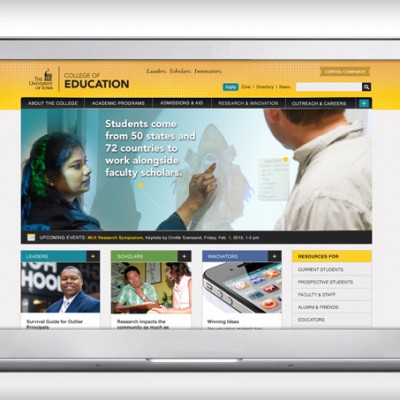 THE
UNIVERSITY
OF IOWA
COLLEGE OF
EDUCATION
Leaders. Scholars. Innovators.
CAPITAL CAMPAIGN
Apply Give | Directory | News
ABOUT THE COLLEGE ACADEMIC PROGRAMS ADMISSIONS & AID RESEARCH & INNOVATION OUTREACH & CAREERS +
Students come
from 50 states and
72 countries to
work alongside
faculty scholars.
UPCOMING EVENTS: MLK Research Symposium, Keynote by Orville Townsend, Friday, Feb. 1, 2013, 1-2 pm
LEADERS +
SCHOLARS +
INNOVATORS +
RESOURCES FOR
CURRENT STUDENTS
PROSPECTIVE STUDENTS
FACULTY & STAFF
ALUMNI & FRIENDS
EDUCATORS
Survival Guide for Outlier
Principals
Research impacts the
community as much as
Winning Ideas